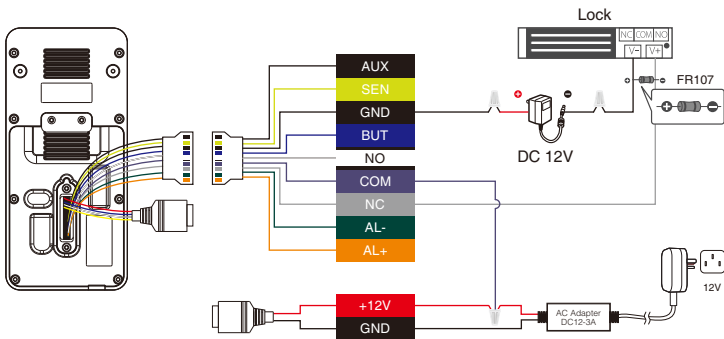 Lock
NC COM NO
V- V+
FR107
AUX
SEN
GND
BUT
NO
COM
NC
AL-
AL+
DC 12V
+12V
GND
AC Adapter
DC12-3A
12V